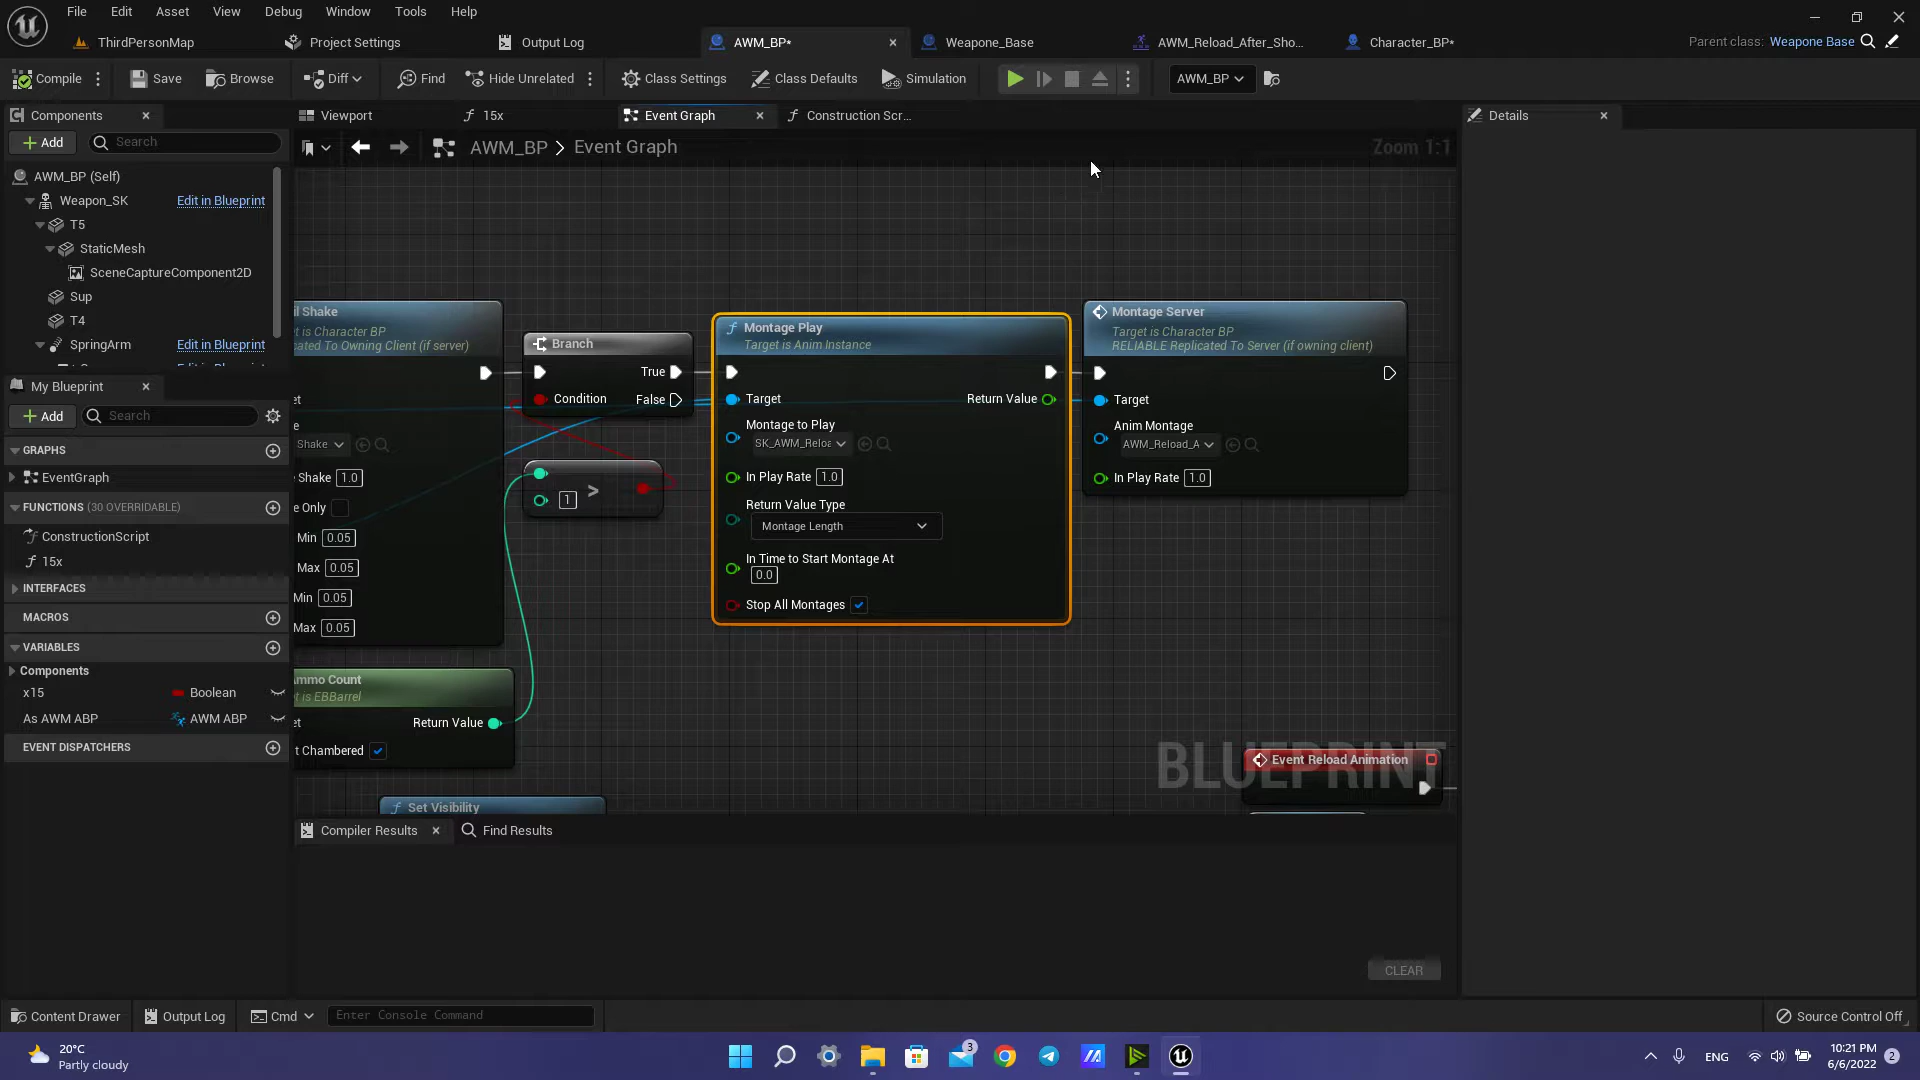 File Edit Asset View Debug Window Tools Help
ThirdPersonMap Project Settings Output Log AWM_BP* Weapone_Base AWM_Reload_After_Sho... Character_BP* Parent class: Weapone Base
Compile Save Browse Diff Find Hide Unrelated Class Settings Class Defaults Simulation AWM_BP
Components
Add Search
AWM_BP (Self)
Weapon_SK Edit in Blueprint
T5
StaticMesh
SceneCaptureComponent2D
Sup
T4
SpringArm Edit in Blueprint
My Blueprint
Add Search
GRAPHS
EventGraph
FUNCTIONS (30 OVERRIDABLE)
ConstructionScript
15x
INTERFACES
MACROS
VARIABLES
Components
x15 Boolean
As AWM ABP AWM ABP
EVENT DISPATCHERS
Viewport 15x Event Graph Construction Scr...
AWM_BP > Event Graph Zoom 1:1
il Shake
t is Character BP
cated To Owning Client (if server)
et
e
Shake
e Shake 1.0
e Only
Min 0.05
Max 0.05
Min 0.05
Max 0.05
Branch
True
Condition False
1 >
Montage Play
Target is Anim Instance
Target Return Value
Montage to Play
SK_AWM_Reloa
In Play Rate 1.0
Return Value Type
Montage Length
In Time to Start Montage At
0.0
Stop All Montages
Montage Server
Target is Character BP
RELIABLE Replicated To Server (if owning client)
Target
Anim Montage
AWM_Reload_A
In Play Rate 1.0
Ammo Count
et is EBBarrel
et Return Value
t Chambered
Set Visibility
Event Reload Animation
BLUEPRINT
Compiler Results Find Results
CLEAR
Details
Content Drawer Output Log Cmd Enter Console Command Source Control Off
20°C
Partly cloudy
3
ENG
10:21 PM
6/6/2022
2